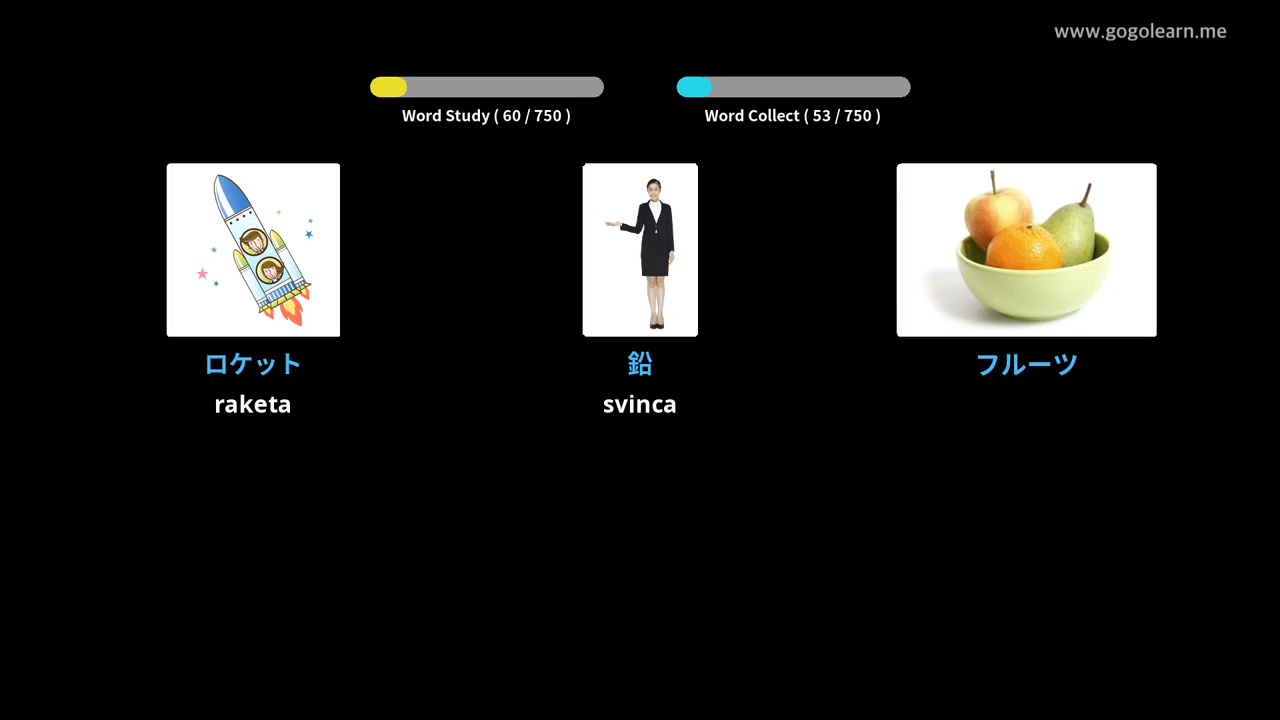 www.gogolearn.me
Word Study ( 60 / 750 )
Word Collect ( 53 / 750 )
ロケット
鉛
フルーツ
raketa
svinca